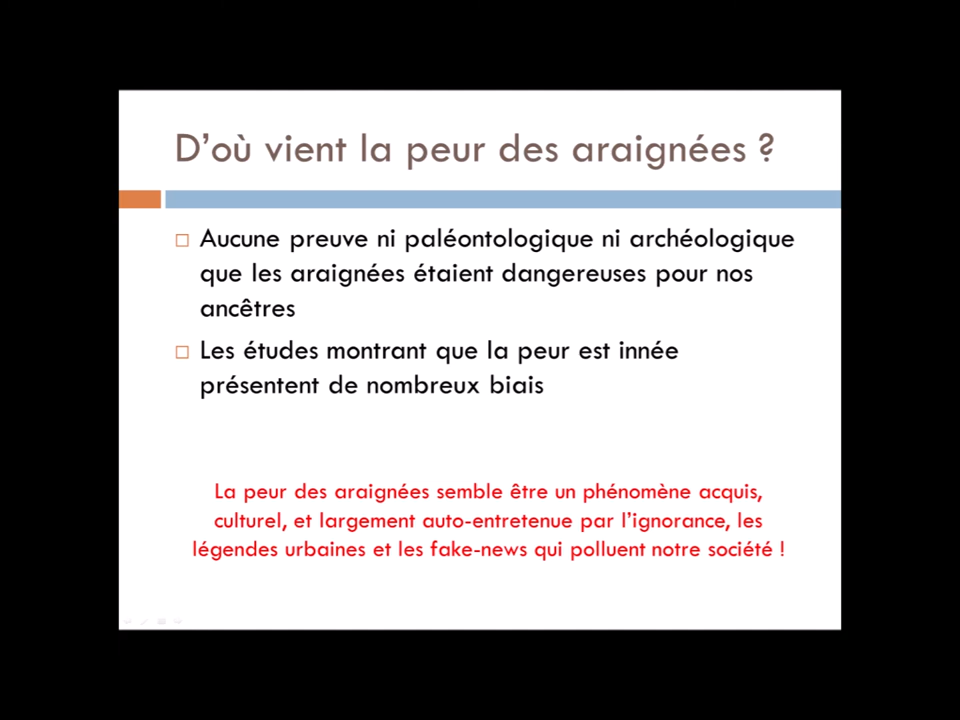 D’où vient la peur des araignées ?
Aucune preuve ni paléontologique ni archéologique
que les araignées étaient dangereuses pour nos
ancêtres
Les études montrant que la peur est innée
présentent de nombreux biais
La peur des araignées semble être un phénomène acquis,
culturel, et largement auto-entretenue par l’ignorance, les
légendes urbaines et les fake-news qui polluent notre société !